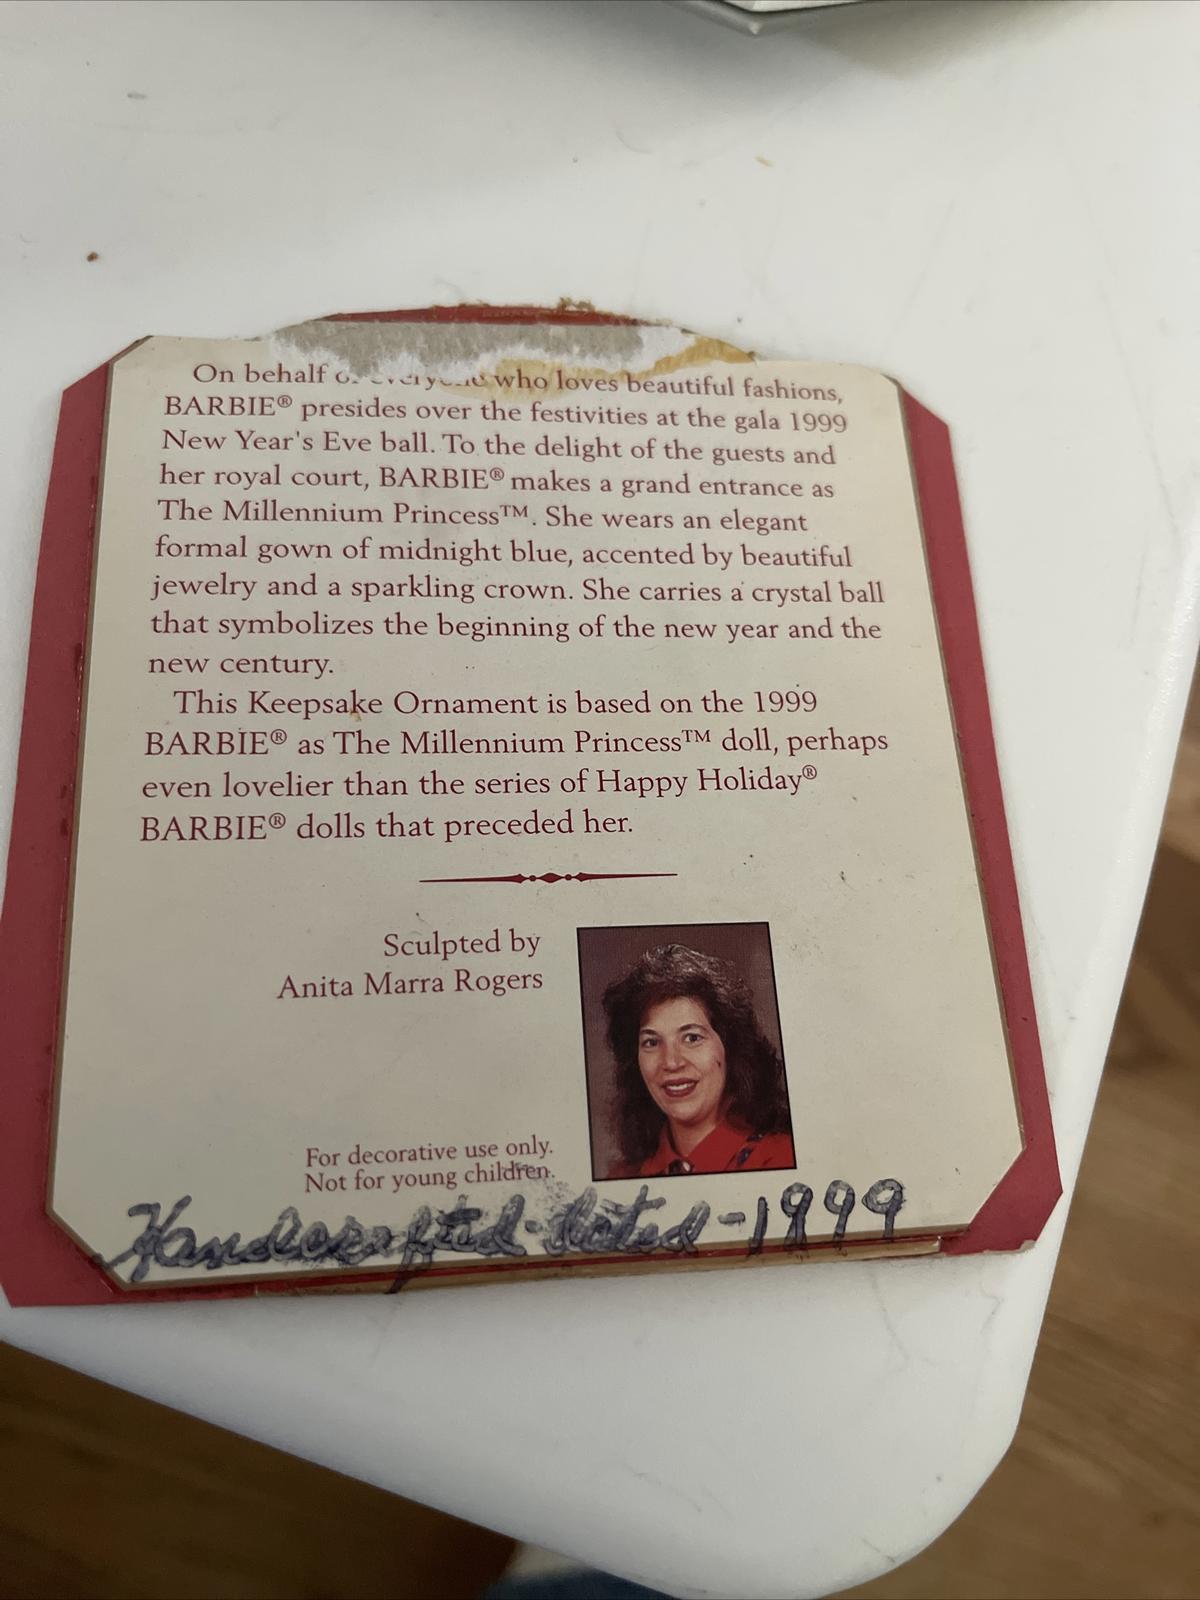 On behalf of everyone who loves beautiful fashions,
BARBIE® presides over the festivities at the gala 1999
New Year's Eve ball. To the delight of the guests and
her royal court, BARBIE® makes a grand entrance as
The Millennium Princess™. She wears an elegant
formal gown of midnight blue, accented by beautiful
jewelry and a sparkling crown. She carries a crystal ball
that symbolizes the beginning of the new year and the
new century.
This Keepsake Ornament is based on the 1999
BARBIE® as The Millennium Princess™ doll, perhaps
even lovelier than the series of Happy Holiday®
BARBIE® dolls that preceded her.
Sculpted by
Anita Marra Rogers
For decorative use only.
Not for young children.
Handcrafted-Dated-1999